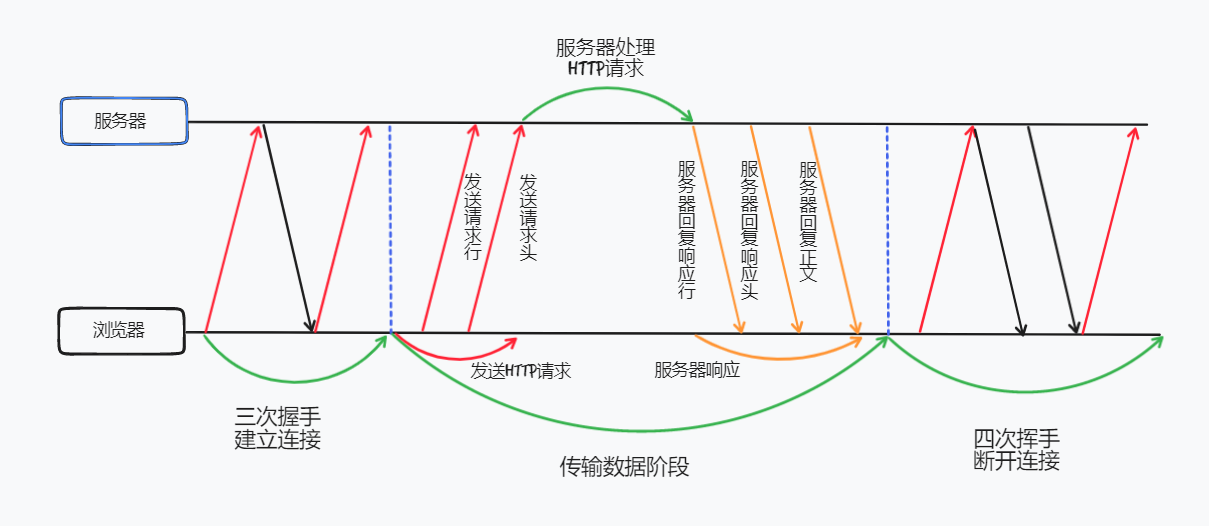 服务器处理
HTTP请求
服务器
发送请求行
发送请求头
服务器回复响应行
服务器回复响应头
服务器回复正文
浏览器
发送HTTP请求
服务器响应
三次握手
建立连接
传输数据阶段
四次挥手
断开连接